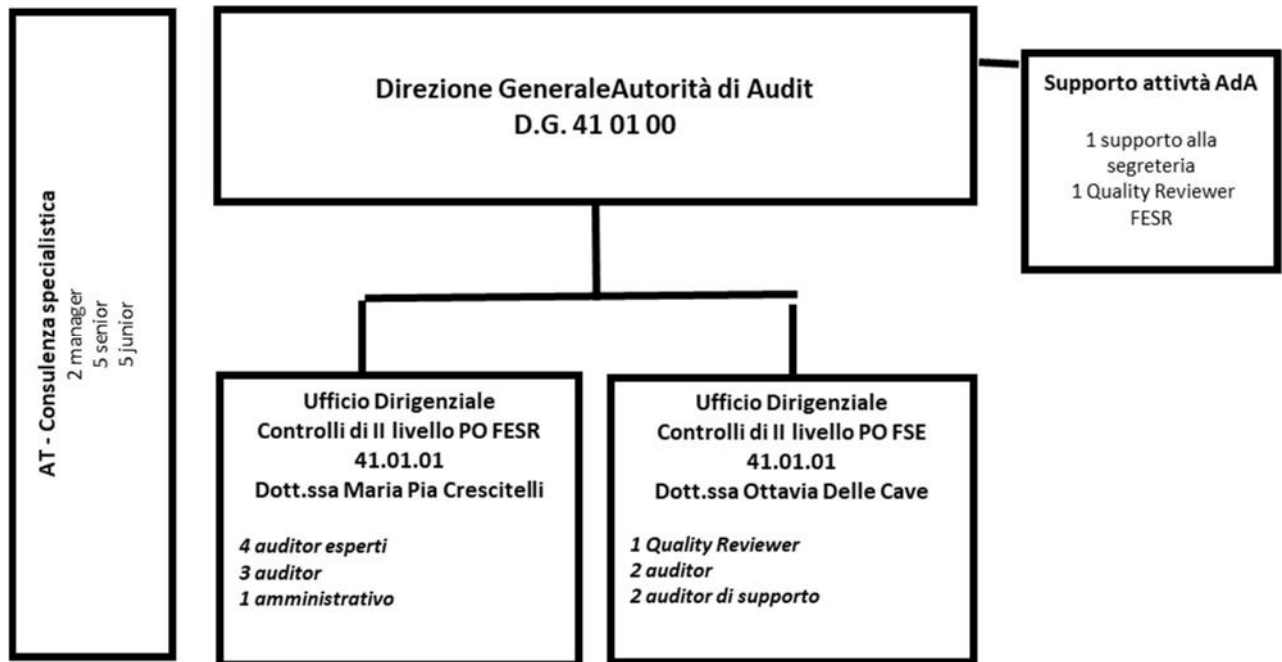 AT - Consulenza specialistica
2 manager
5 senior
5 junior
Direzione GeneraleAutorità di Audit
D.G. 41 01 00
Supporto attivtà AdA
1 supporto alla
segreteria
1 Quality Reviewer
FESR
Ufficio Dirigenziale
Controlli di II livello PO FESR
41.01.01
Dott.ssa Maria Pia Crescitelli
4 auditor esperti
3 auditor
1 amministrativo
Ufficio Dirigenziale
Controlli di II livello PO FSE
41.01.01
Dott.ssa Ottavia Delle Cave
1 Quality Reviewer
2 auditor
2 auditor di supporto